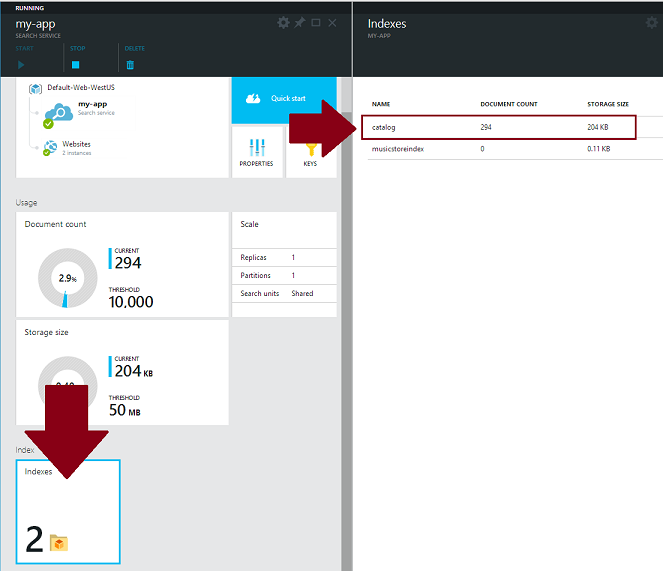 RUNNING
my-app
SEARCH SERVICE
START
STOP
DELETE
Default-Web-WestUS
my-app
Search service
Websites
2 instances
Quick start
PROPERTIES
KEYS
Usage
Document count
2.9%
CURRENT
294
THRESHOLD
10,000
Scale
Replicas 1
Partitions 1
Search units Shared
Storage size
CURRENT
204 KB
THRESHOLD
50 MB
Index
Indexes
2
Indexes
MY-APP
NAME DOCUMENT COUNT STORAGE SIZE
catalog 294 204 KB
musicstoreindex 0 0.11 KB